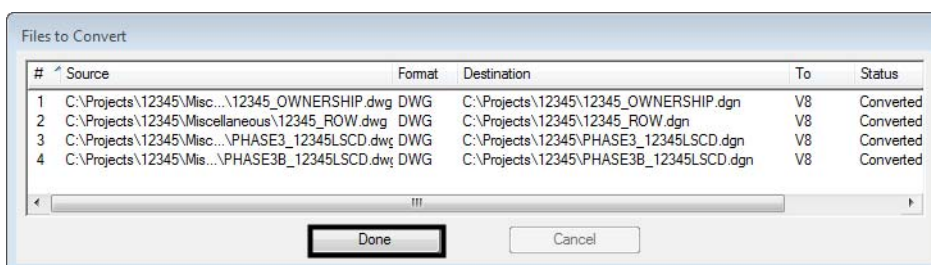 Files to Convert
# Source Format Destination To Status
1 C:\Projects\12345\Misc...\12345_OWNERSHIP.dwg DWG C:\Projects\12345\12345_OWNERSHIP.dgn V8 Converted
2 C:\Projects\12345\Miscellaneous\12345_ROW.dwg DWG C:\Projects\12345\12345_ROW.dgn V8 Converted
3 C:\Projects\12345\Misc...\PHASE3_12345LSCD.dwg DWG C:\Projects\12345\PHASE3_12345LSCD.dgn V8 Converted
4 C:\Projects\12345\Mis...\PHASE3B_12345LSCD.dwg DWG C:\Projects\12345\PHASE3B_12345LSCD.dgn V8 Converted
Done Cancel